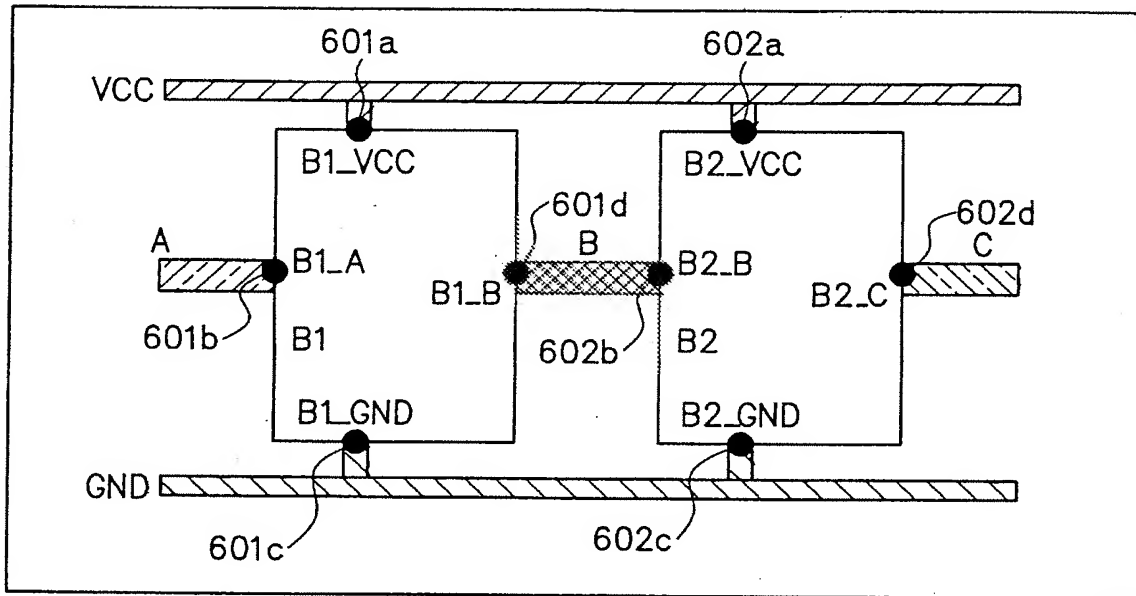 601a 602a
VCC
B1_VCC B2_VCC
601d 602d
A B C
B1_A B2_B
B1_B B2_C
601b B1 602b B2
B1_GND B2_GND
GND
601c 602c